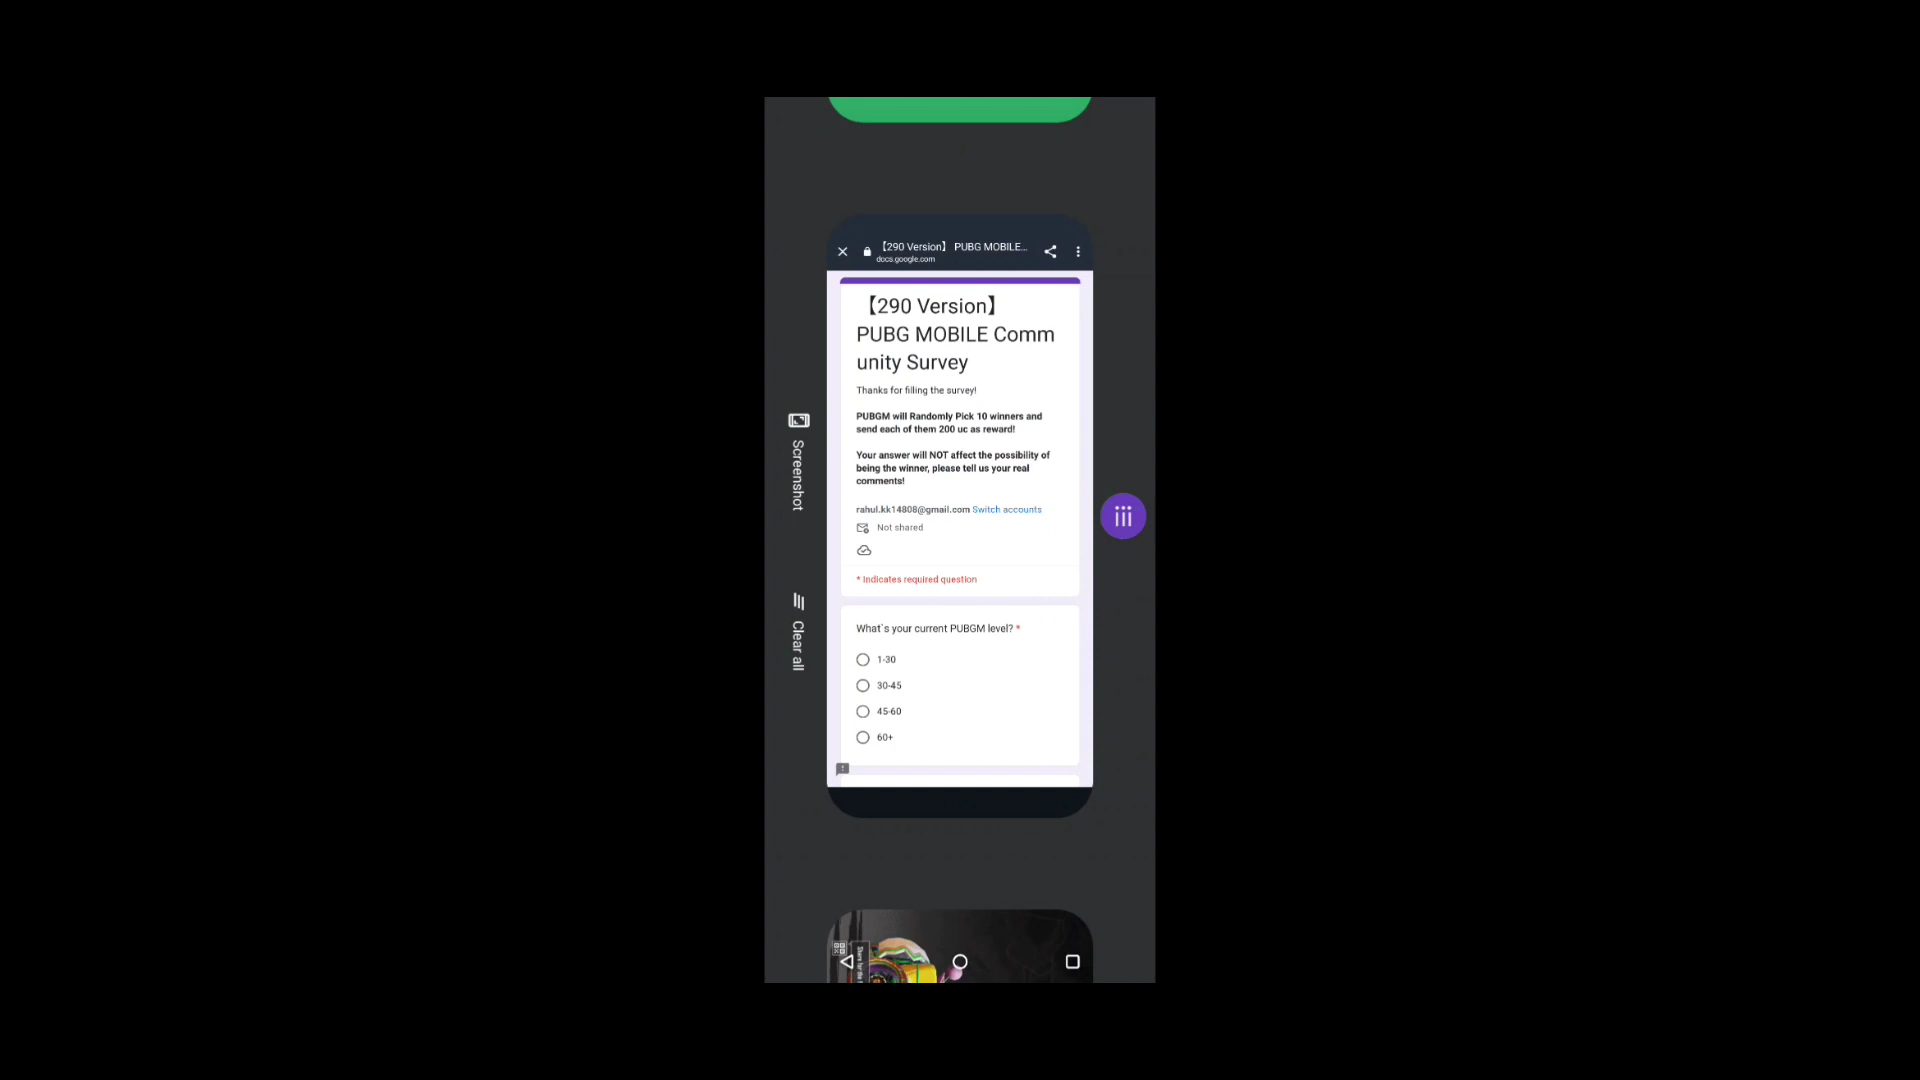 【290 Version】 PUBG MOBILE...
docs.google.com
【290 Version】
PUBG MOBILE Comm
unity Survey
Thanks for filling the survey!
PUBGM will Randomly Pick 10 winners and
send each of them 200 uc as reward!
Your answer will NOT affect the possibility of
being the winner, please tell us your real
comments!
rahul.kk14808@gmail.com Switch accounts
Not shared
* Indicates required question
What`s your current PUBGM level? *
1-30
30-45
45-60
60+
Screenshot
Clear all